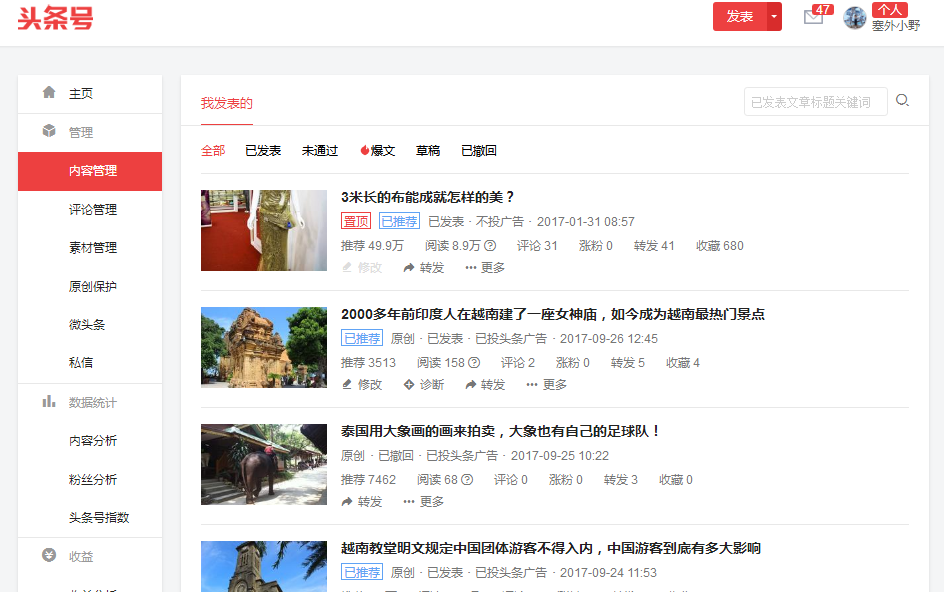 头条号
发表
47
个人
塞外小野
主页
管理
内容管理
评论管理
素材管理
原创保护
微头条
私信
数据统计
内容分析
粉丝分析
头条号指数
收益
我发表的
已发表文章标题关键词
全部 已发表 未通过 爆文 草稿 已撤回
3米长的布能成就怎样的美？
置顶 已推荐 已发表 · 不投广告 · 2017-01-31 08:57
推荐 49.9万 阅读 8.9万 评论 31 涨粉 0 转发 41 收藏 680
修改 转发 更多
2000多年前印度人在越南建了一座女神庙，如今成为越南最热门景点
已推荐 原创 · 已发表 · 已投头条广告 · 2017-09-26 12:45
推荐 3513 阅读 158 评论 2 涨粉 0 转发 5 收藏 4
修改 诊断 转发 更多
泰国用大象画的画来拍卖，大象也有自己的足球队！
原创 · 已撤回 · 已投头条广告 · 2017-09-25 10:22
推荐 7462 阅读 68 评论 0 涨粉 0 转发 3 收藏 0
转发 更多
越南教堂明文规定中国团体游客不得入内，中国游客到底有多大影响
已推荐 原创 · 已发表 · 已投头条广告 · 2017-09-24 11:53